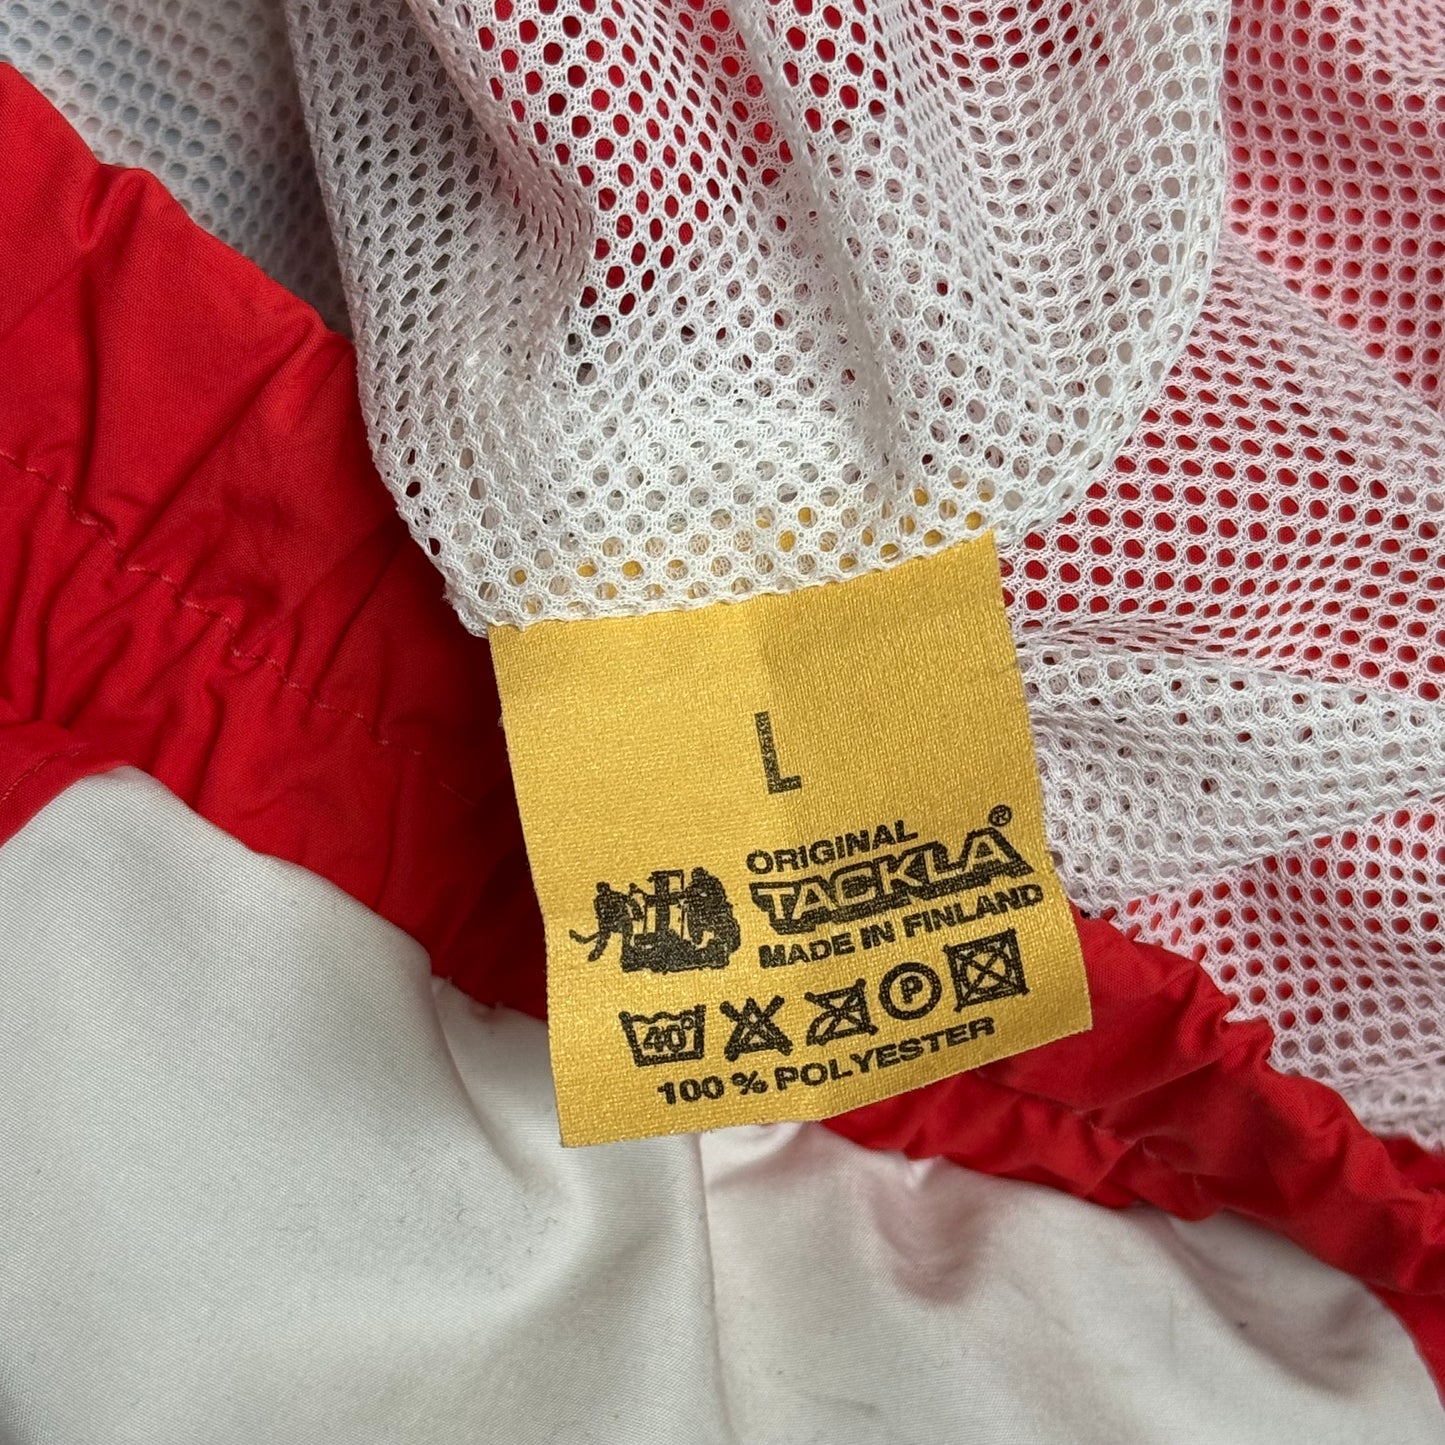 L
ORIGINAL
TACKLA®
MADE IN FINLAND
40° P
100 % POLYESTER